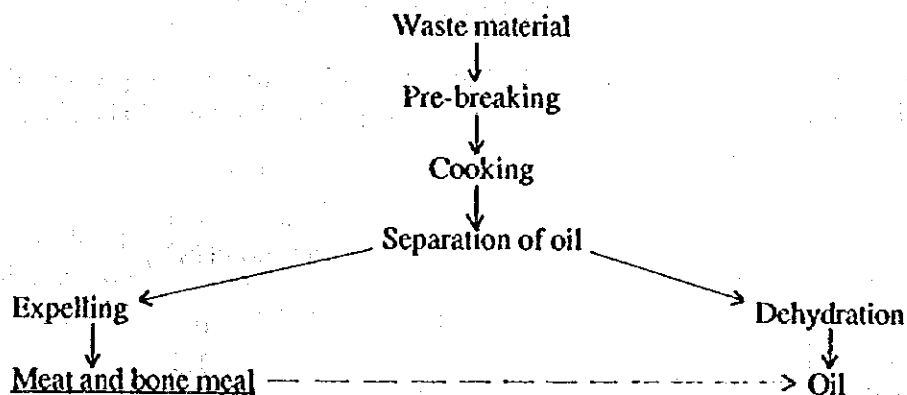 Waste material
Pre-breaking
Cooking
Separation of oil
Expelling
Dehydration
Meat and bone meal
Oil